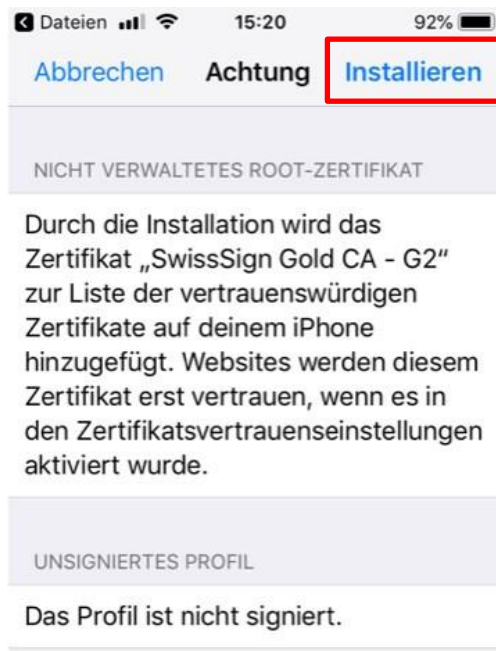 Dateien 15:20 92%
Abbrechen Achtung Installieren
NICHT VERWALTETES ROOT-ZERTIFIKAT
Durch die Installation wird das
Zertifikat „SwissSign Gold CA - G2“
zur Liste der vertrauenswürdigen
Zertifikate auf deinem iPhone
hinzugefügt. Websites werden diesem
Zertifikat erst vertrauen, wenn es in
den Zertifikatsvertrauenseinstellungen
aktiviert wurde.
UNSIGNIERTES PROFIL
Das Profil ist nicht signiert.